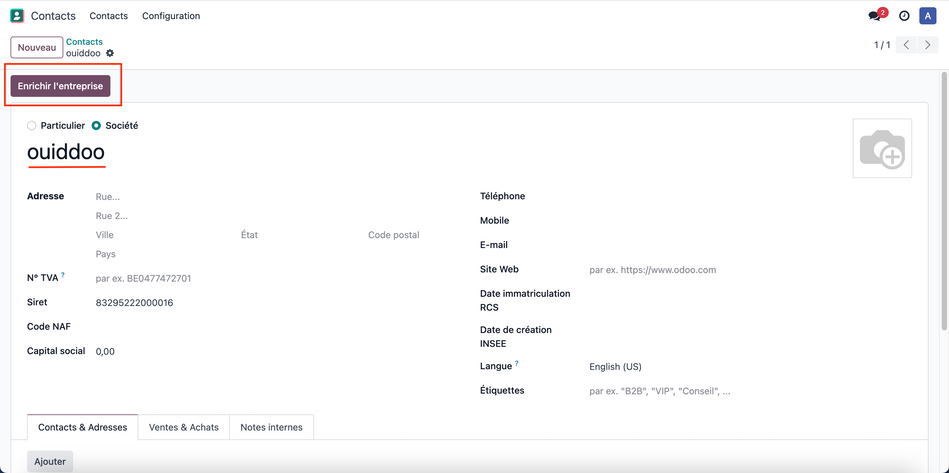 Contacts Contacts Configuration 2 A
Nouveau Contacts 1 / 1
ouiddoo
Enrichir l'entreprise
Particulier Société
ouiddoo
Adresse Rue... Téléphone
Rue 2... Mobile
Ville État Code postal E-mail
Pays
N° TVA ? par ex. BE0477472701 Site Web par ex. https://www.odoo.com
Siret 83295222000016 Date immatriculation
RCS
Code NAF Date de création
INSEE
Capital social 0,00 Langue ? English (US)
Étiquettes par ex. "B2B", "VIP", "Conseil", ...
Contacts & Adresses Ventes & Achats Notes internes
Ajouter